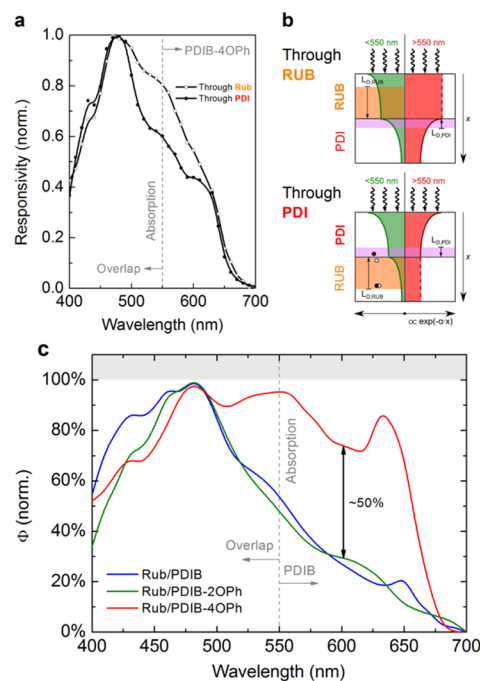 a
Responsivity (norm.)
1.0
0.8
0.6
0.4
0.2
0.0
PDIB-4OPh
Through Rub
Through PDI
Absorption
Overlap
400 500 600 700
Wavelength (nm)
b
Through
RUB
<550 nm >550 nm
L_D,RUB
RUB
PDI
L_D,PDI
x
Through
PDI
<550 nm >550 nm
PDI
RUB
L_D,PDI
L_D,RUB
x
∝ exp(-α·x)
c
Φ (norm.)
100%
80%
60%
40%
20%
0%
Absorption
Overlap
PDIB
~50%
Rub/PDIB
Rub/PDIB-2OPh
Rub/PDIB-4OPh
400 450 500 550 600 650 700
Wavelength (nm)